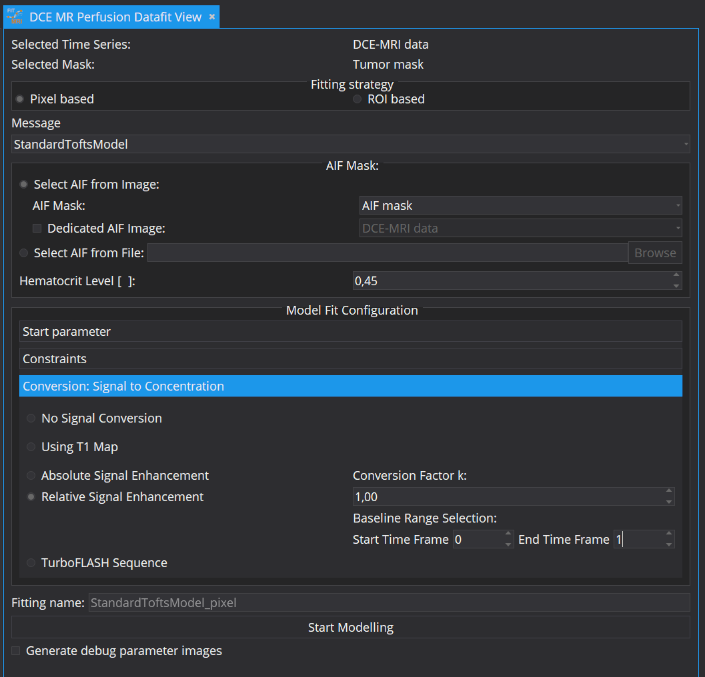 DCE MR Perfusion Datafit View ×
Selected Time Series: DCE-MRI data
Selected Mask: Tumor mask
Fitting strategy
Pixel based ROI based
Message
StandardToftsModel
AIF Mask:
Select AIF from Image:
AIF Mask: AIF mask
Dedicated AIF Image: DCE-MRI data
Select AIF from File: Browse
Hematocrit Level [ ]: 0,45
Model Fit Configuration
Start parameter
Constraints
Conversion: Signal to Concentration
No Signal Conversion
Using T1 Map
Absolute Signal Enhancement Conversion Factor k:
Relative Signal Enhancement 1,00
Baseline Range Selection:
Start Time Frame 0 End Time Frame 1
TurboFLASH Sequence
Fitting name: StandardToftsModel_pixel
Start Modelling
Generate debug parameter images